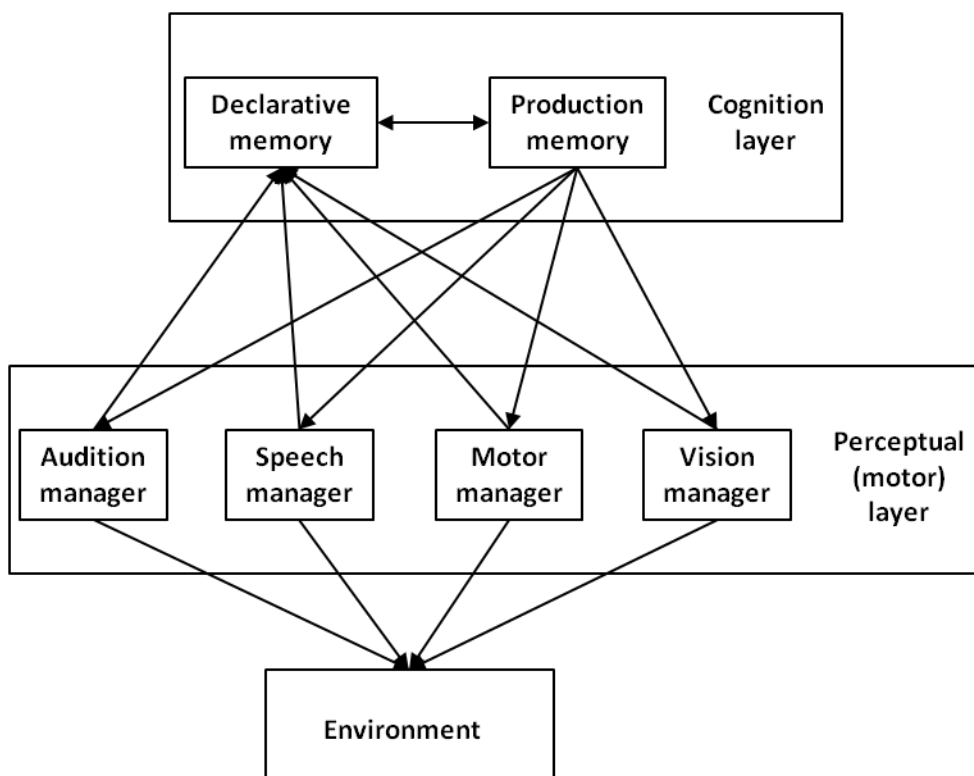 Declarative
memory
Production
memory
Cognition
layer
Audition
manager
Speech
manager
Motor
manager
Vision
manager
Perceptual
(motor)
layer
Environment